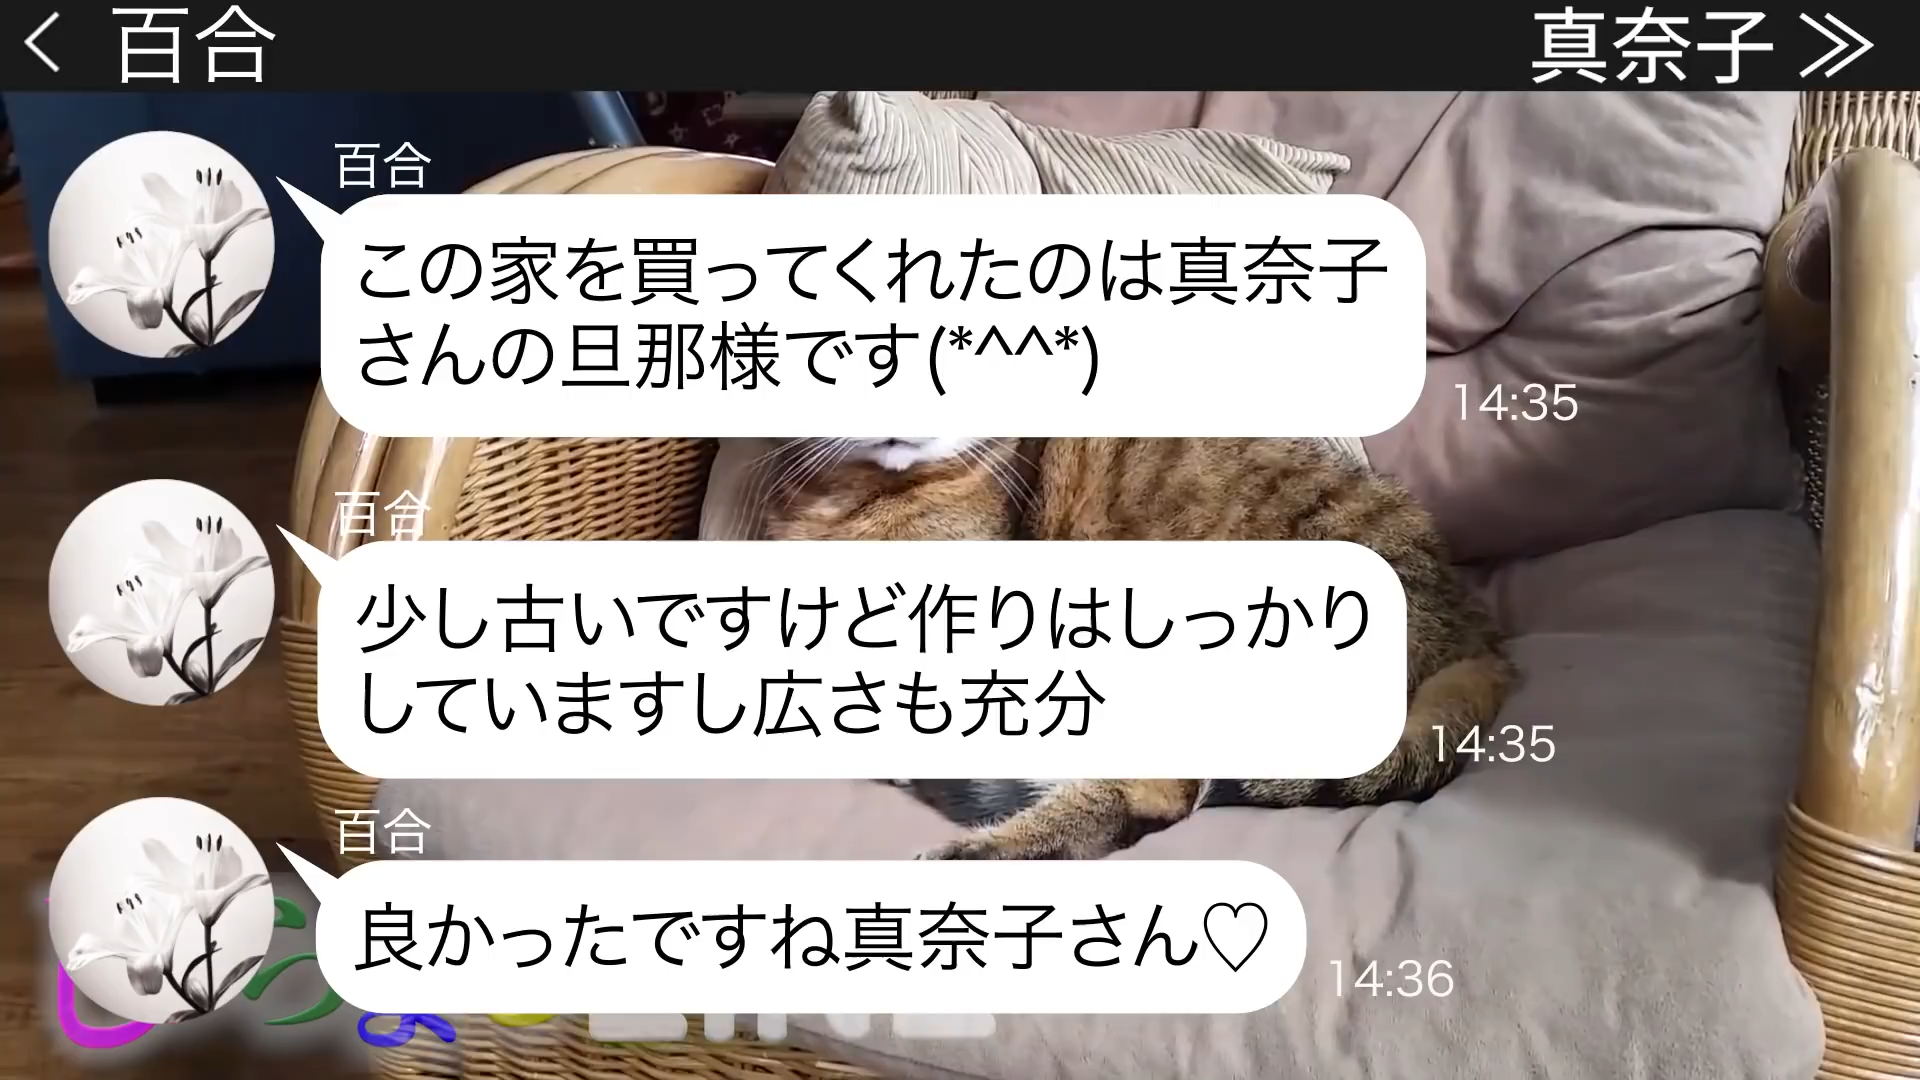 百合
真奈子
百合
この家を買ってくれたのは真奈子
さんの旦那様です(*^^*)
14:35
百合
少し古いですけど作りはしっかり
していますし広さも充分
14:35
百合
良かったですね真奈子さん♡
14:36